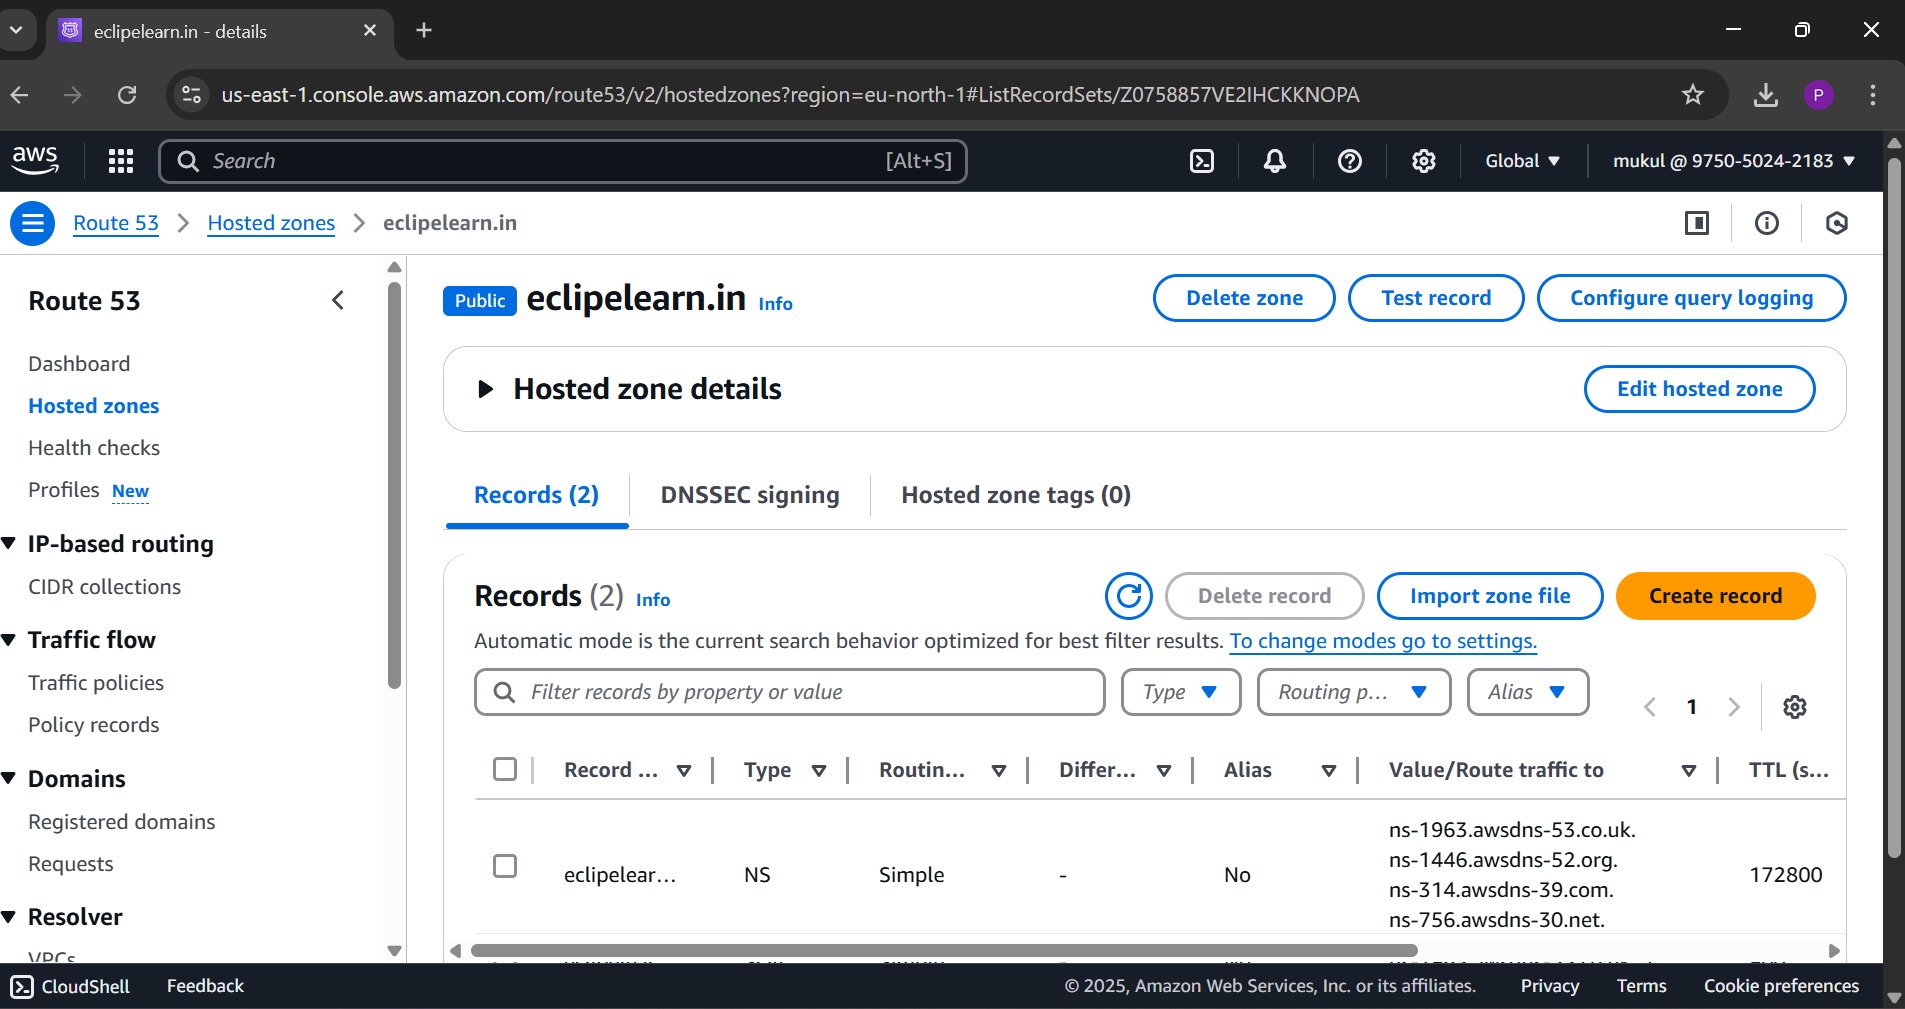 eclipelearn.in - details
us-east-1.console.aws.amazon.com/route53/v2/hostedzones?region=eu-north-1#ListRecordSets/Z0758857VE2IHCKKNOPA
P
aws
Search [Alt+S]
Global
mukul @ 9750-5024-2183
Route 53 > Hosted zones > eclipelearn.in
Route 53
Dashboard
Hosted zones
Health checks
Profiles New
IP-based routing
CIDR collections
Traffic flow
Traffic policies
Policy records
Domains
Registered domains
Requests
Resolver
VPCs
Public eclipelearn.in Info
Delete zone
Test record
Configure query logging
Hosted zone details
Edit hosted zone
Records (2)
DNSSEC signing
Hosted zone tags (0)
Records (2) Info
Delete record
Import zone file
Create record
Automatic mode is the current search behavior optimized for best filter results. To change modes go to settings.
Filter records by property or value
Type
Routing p...
Alias
1
Record ... Type Routin... Differ... Alias Value/Route traffic to TTL (s...
eclipelear... NS Simple - No
ns-1963.awsdns-53.co.uk.
ns-1446.awsdns-52.org.
ns-314.awsdns-39.com.
ns-756.awsdns-30.net.
172800
CloudShell
Feedback
© 2025, Amazon Web Services, Inc. or its affiliates.
Privacy
Terms
Cookie preferences